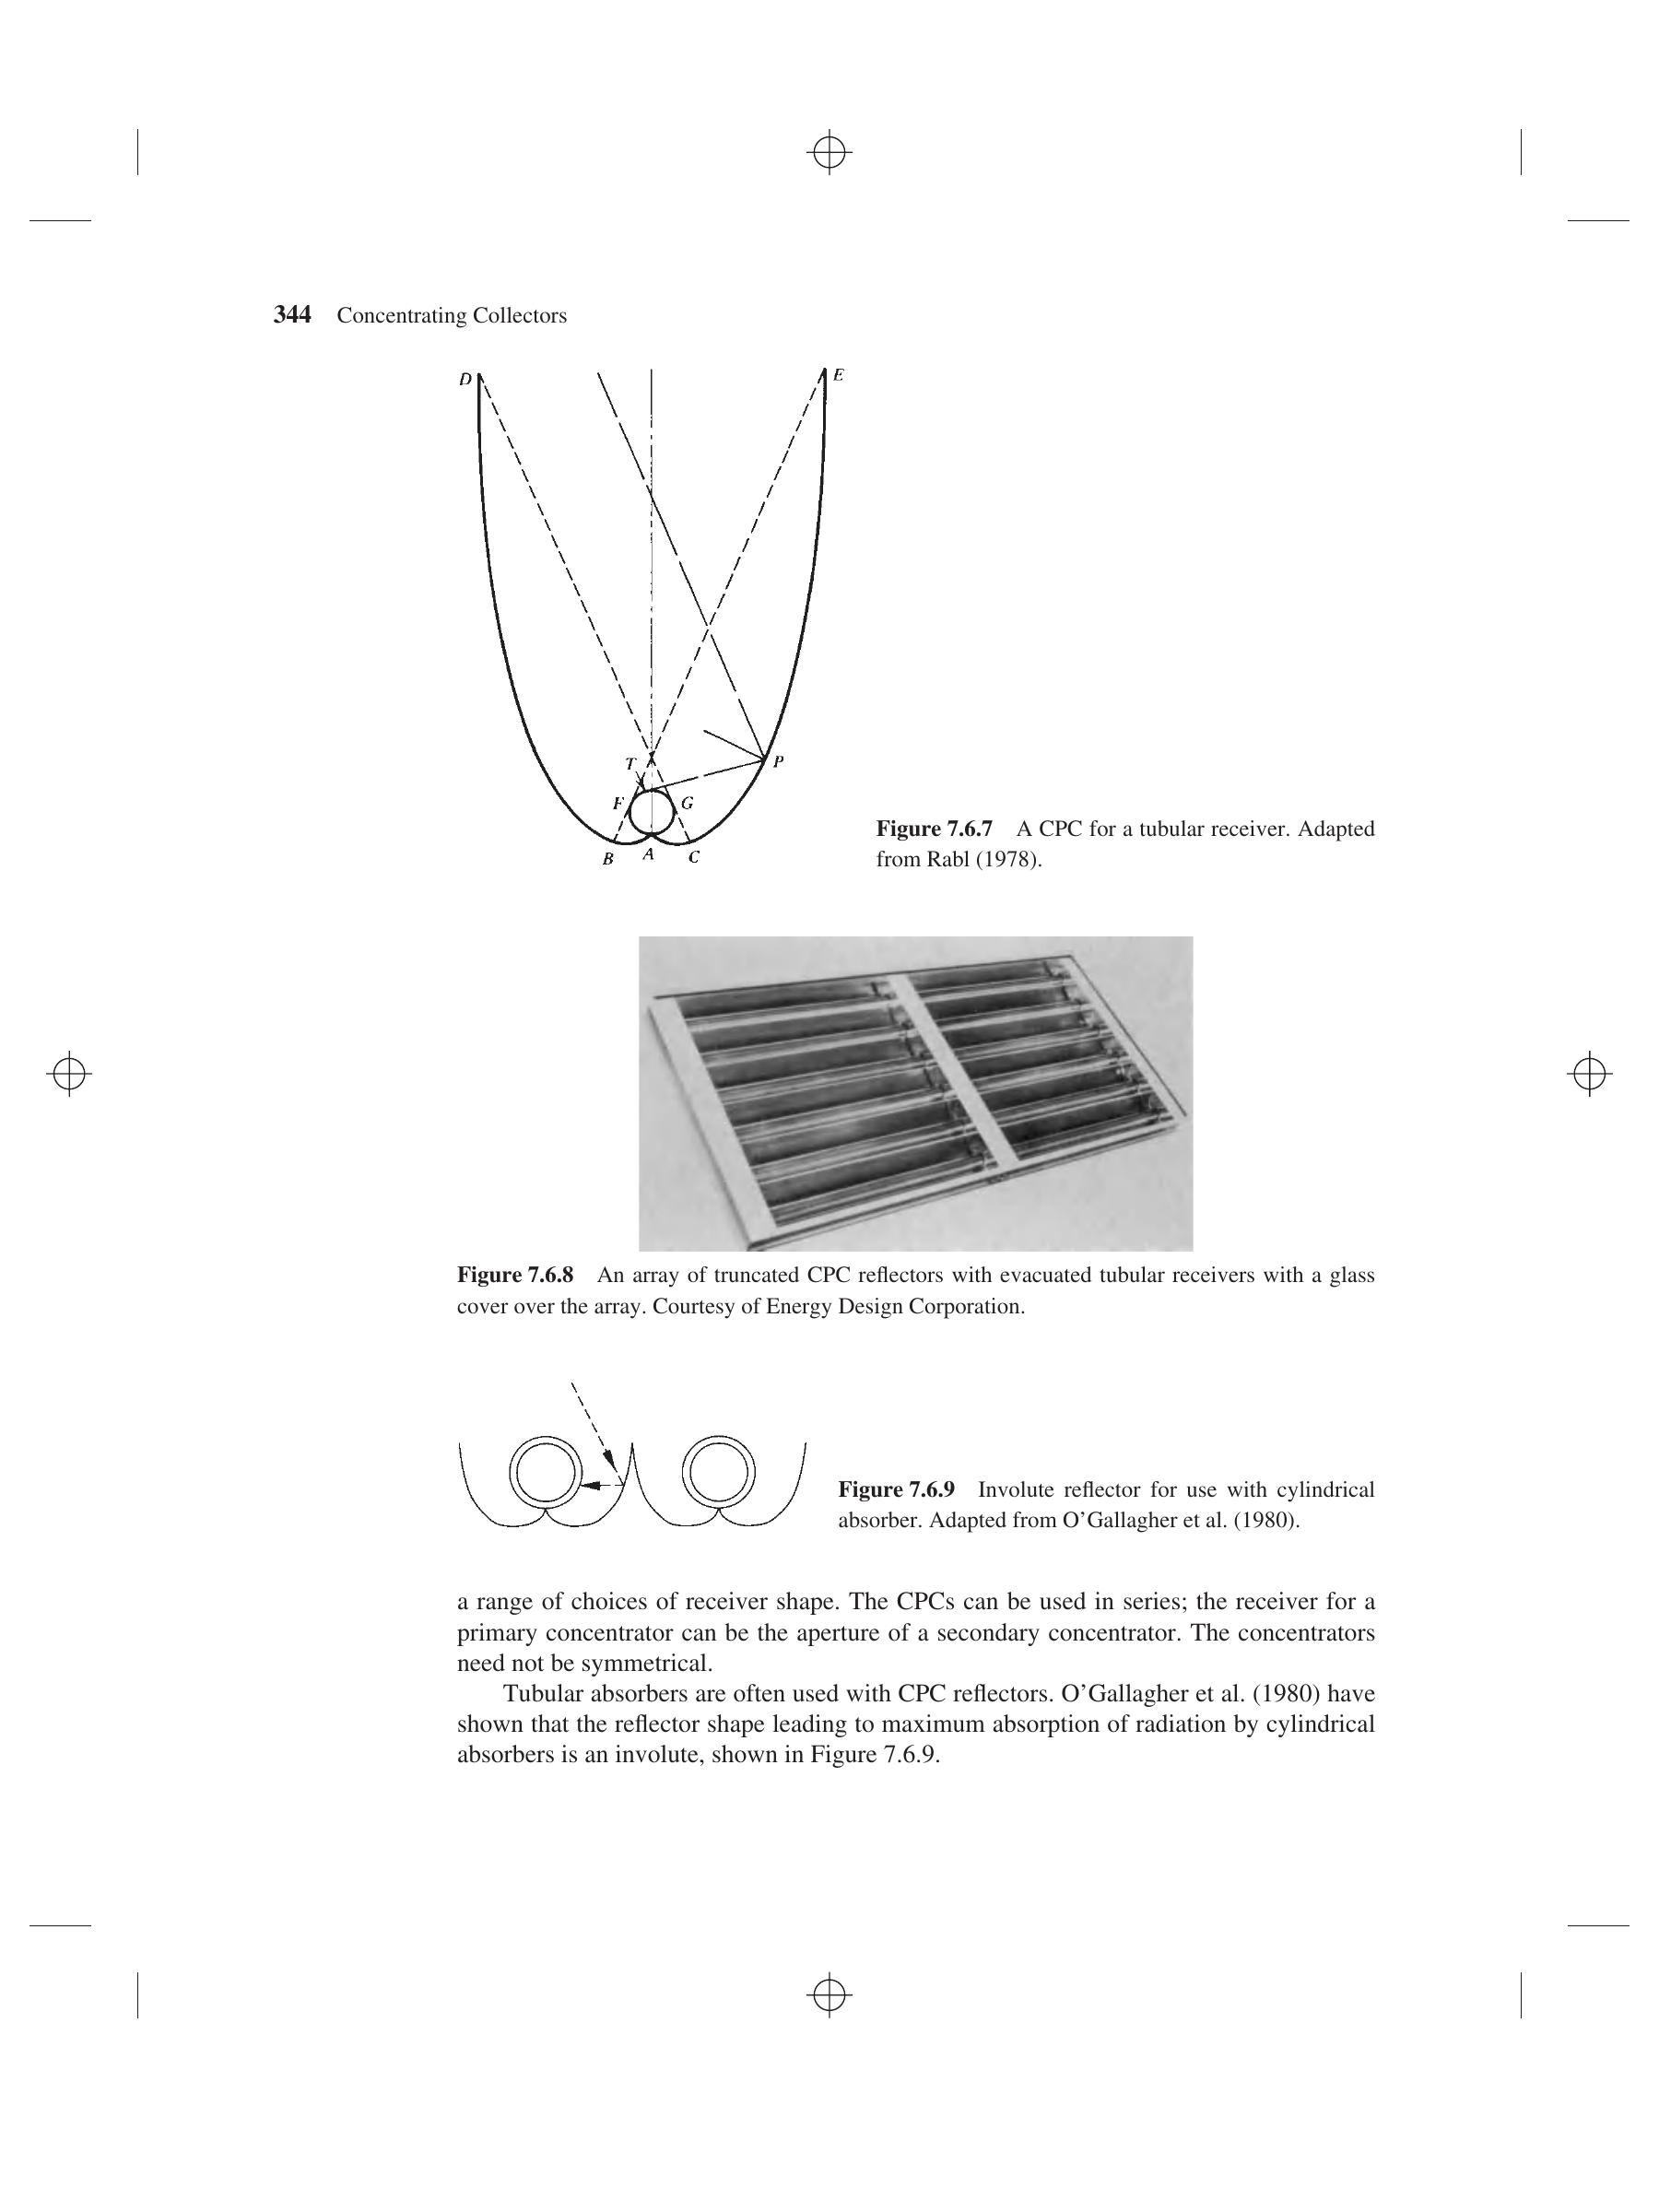 344 Concentrating Collectors
D
E
T
P
F
G
B
A
C
Figure 7.6.7 A CPC for a tubular receiver. Adapted
from Rabl (1978).
Figure 7.6.8 An array of truncated CPC reflectors with evacuated tubular receivers with a glass
cover over the array. Courtesy of Energy Design Corporation.
Figure 7.6.9 Involute reflector for use with cylindrical
absorber. Adapted from O’Gallagher et al. (1980).
a range of choices of receiver shape. The CPCs can be used in series; the receiver for a
primary concentrator can be the aperture of a secondary concentrator. The concentrators
need not be symmetrical.
Tubular absorbers are often used with CPC reflectors. O’Gallagher et al. (1980) have
shown that the reflector shape leading to maximum absorption of radiation by cylindrical
absorbers is an involute, shown in Figure 7.6.9.